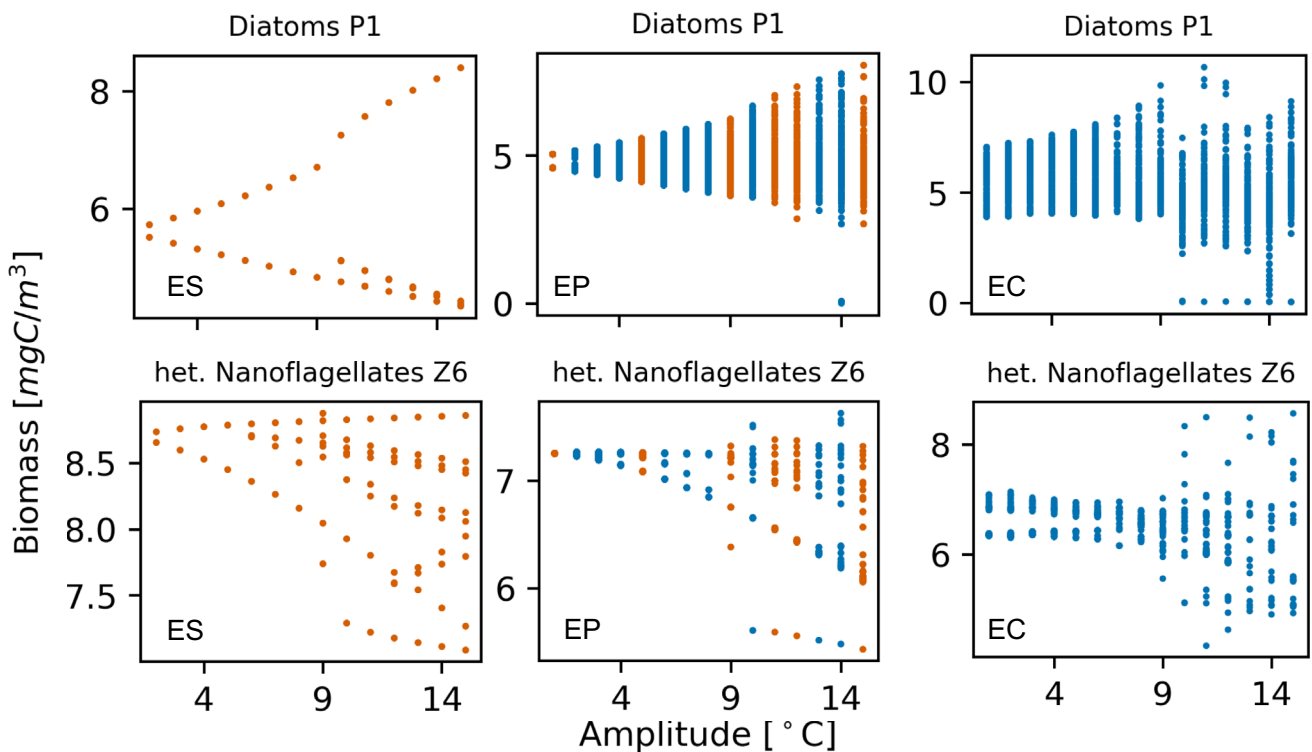 Diatoms P1
Diatoms P1
Diatoms P1
8
6
ES
5
0
EP
10
5
0
EC
Biomass [mgC/m³]
het. Nanoflagellates Z6
het. Nanoflagellates Z6
het. Nanoflagellates Z6
8.5
8.0
7.5
ES
7
6
EP
8
6
EC
4 9 14
4 9 14
4 9 14
Amplitude [°C]